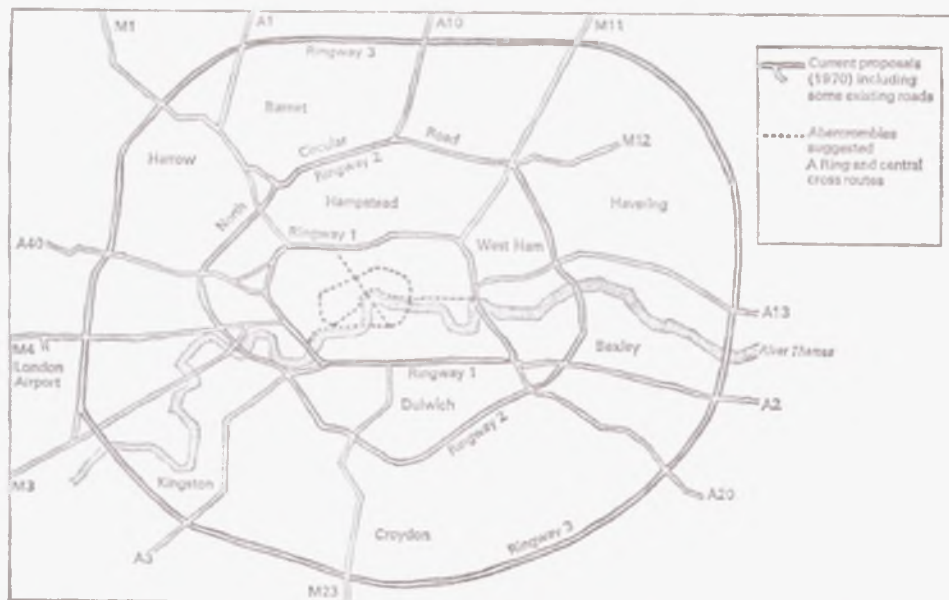 M1
A1
A10
M11
Ringway 3
Barnet
Harrow
Circular
Road
Ringway 2
M12
North
Hampstead
Havering
A40
Ringway 1
West Ham
A13
River Thames
M4
London
Airport
Bexley
Ringway 1
Dulwich
A2
Ringway 2
M3
Kingston
A20
Croydon
Ringway 3
A3
M23
Current proposals
(1970) including
some existing roads
Abercrombies
suggested
A Ring and central
cross routes